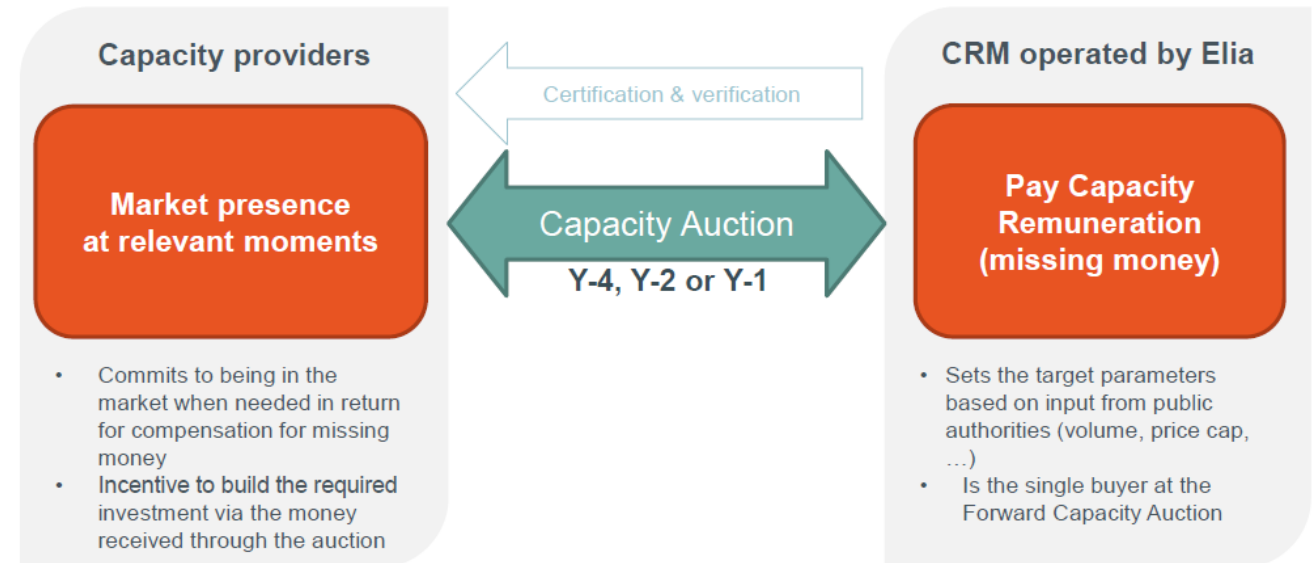 Capacity providers
Market presence
at relevant moments
• Commits to being in the
market when needed in return
for compensation for missing
money
• Incentive to build the required
investment via the money
received through the auction
Certification & verification
Capacity Auction
Y-4, Y-2 or Y-1
CRM operated by Elia
Pay Capacity
Remuneration
(missing money)
• Sets the target parameters
based on input from public
authorities (volume, price cap,
…)
• Is the single buyer at the
Forward Capacity Auction